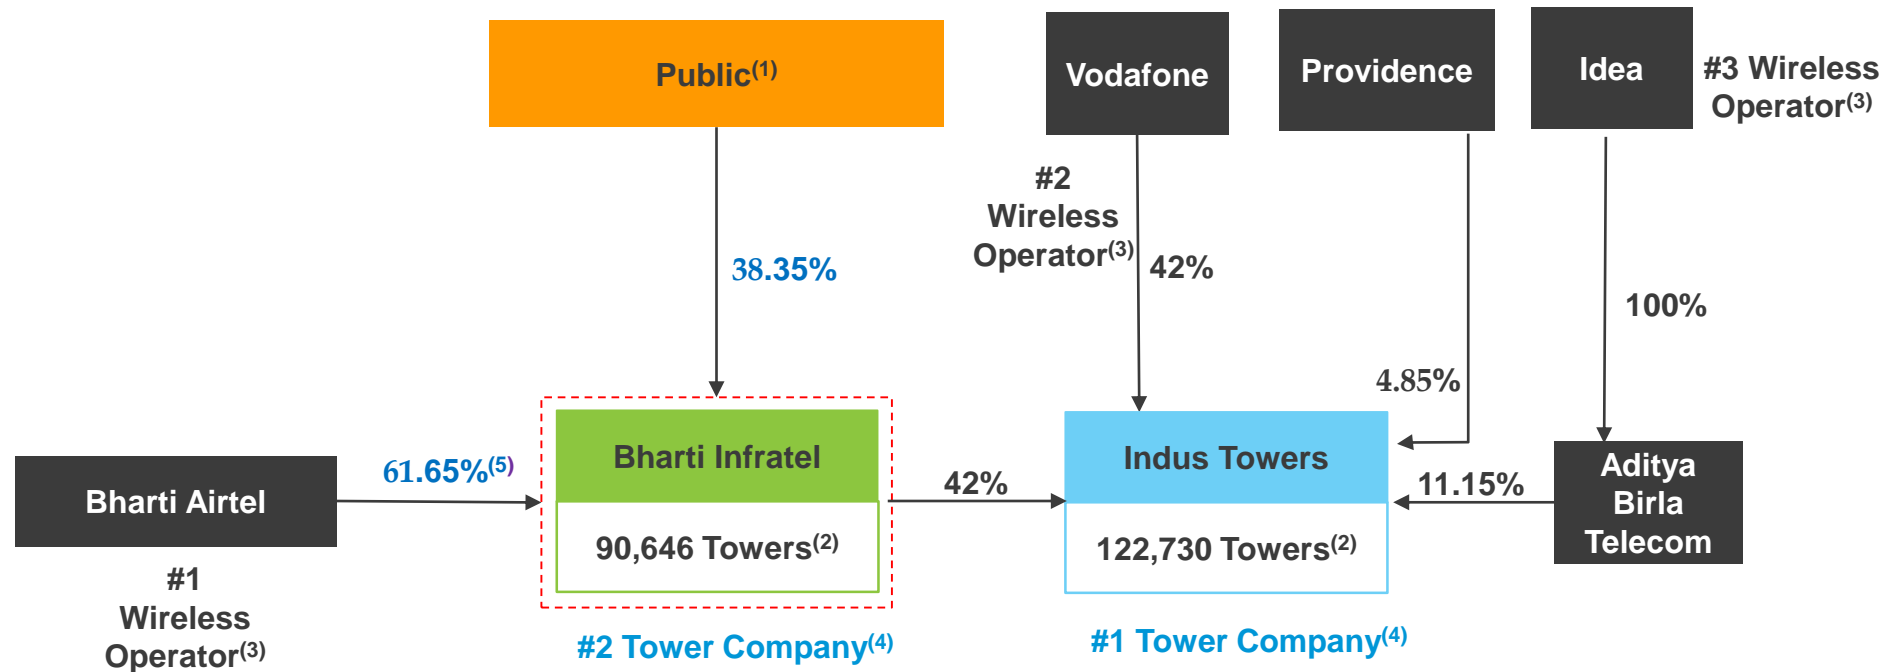 Public(1)
Vodafone
Providence
Idea
#3 Wireless
Operator(3)
#2
Wireless
Operator(3)
38.35%
42%
100%
4.85%
Bharti Airtel
#1
Wireless
Operator(3)
61.65%(5)
Bharti Infratel
90,646 Towers(2)
#2 Tower Company(4)
42%
Indus Towers
122,730 Towers(2)
#1 Tower Company(4)
11.15%
Aditya
Birla
Telecom